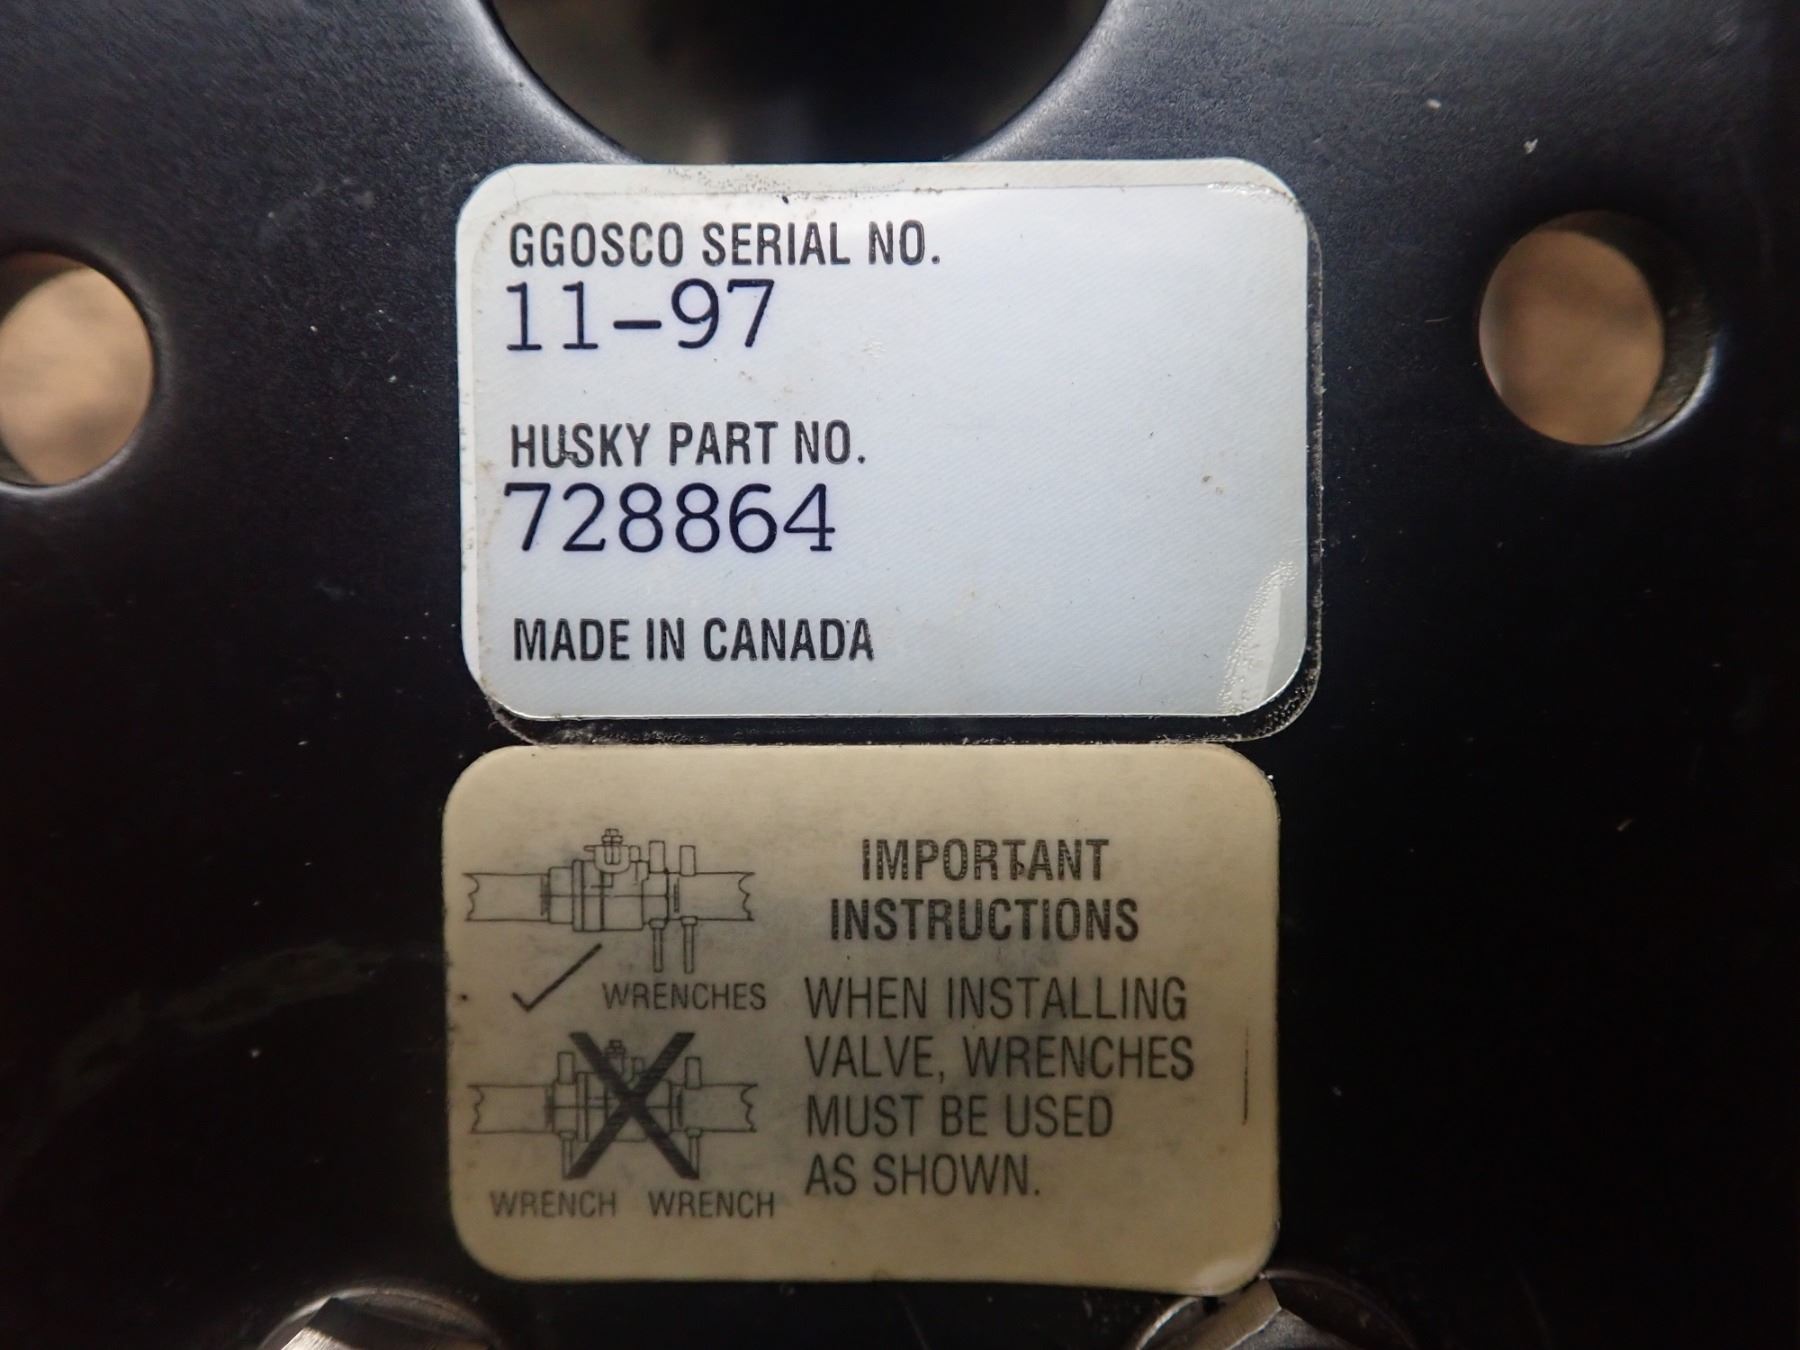 GGOSCO SERIAL NO.
11-97
HUSKY PART NO.
728864
MADE IN CANADA
IMPORTANT
INSTRUCTIONS
WRENCHES
WHEN INSTALLING
VALVE, WRENCHES
MUST BE USED
AS SHOWN.
WRENCH WRENCH